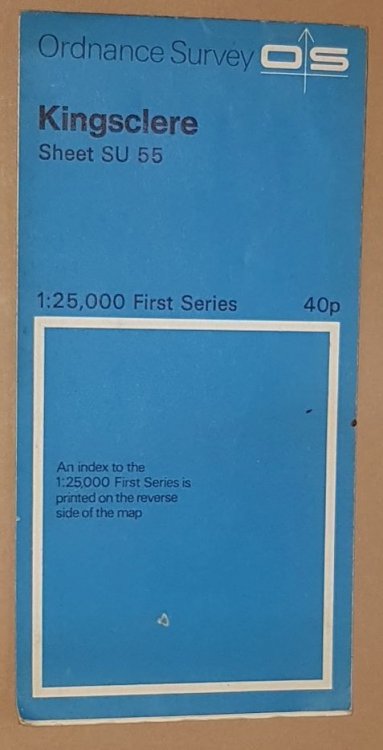 Ordnance Survey OS
Kingsclere
Sheet SU 55
1:25,000 First Series 40p
An index to the
1:25,000 First Series is
printed on the reverse
side of the map